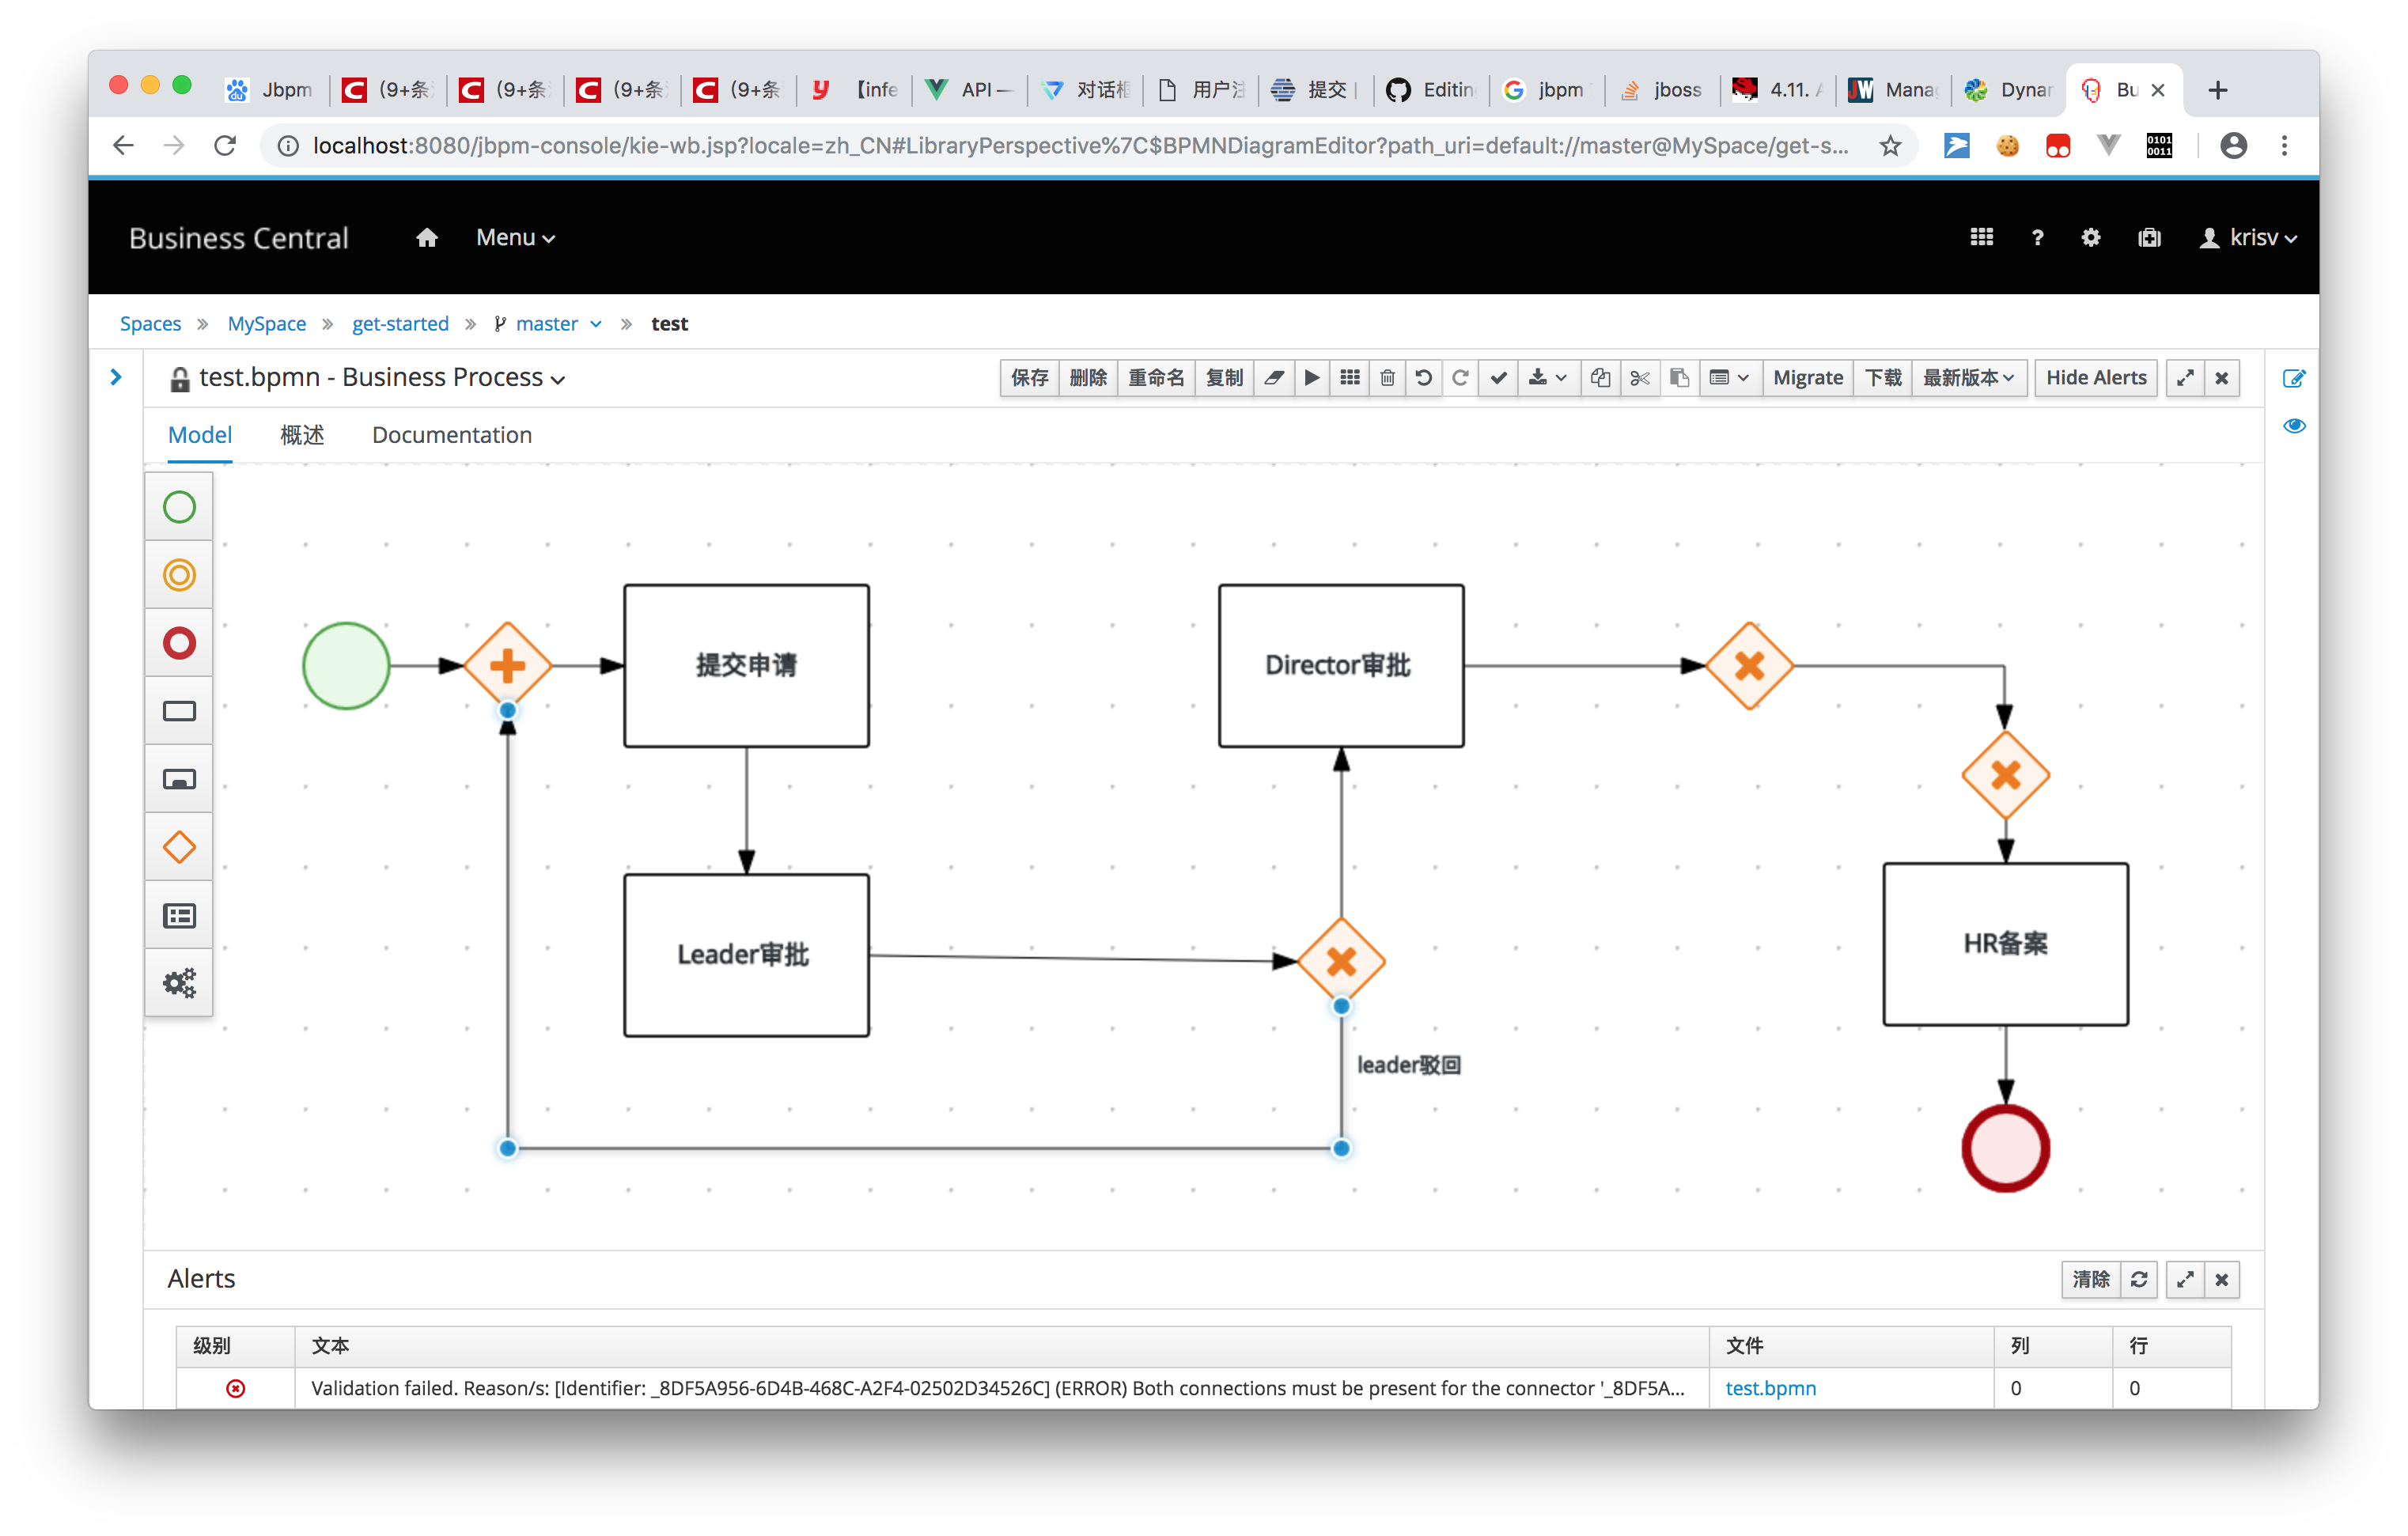 Jbpm
(9+条
(9+条
(9+条
(9+条
【infe
API —
对话框
用户注
提交 |
Editin
jbpm
jboss
4.11. A
Mana
Dynar
Bu
localhost:8080/jbpm-console/kie-wb.jsp?locale=zh_CN#LibraryPerspective%7C$BPMNDiagramEditor?path_uri=default://master@MySpace/get-s...
0101
0011
Business Central
Menu
krisv
Spaces » MySpace » get-started » master » test
test.bpmn - Business Process
保存 删除 重命名 复制 Migrate 下载 最新版本 Hide Alerts
Model 概述 Documentation
提交申请
Director审批
Leader审批
HR备案
leader驳回
Alerts
清除
级别 文本 文件 列 行
Validation failed. Reason/s: [Identifier: _8DF5A956-6D4B-468C-A2F4-02502D34526C] (ERROR) Both connections must be present for the connector '_8DF5A... test.bpmn 0 0